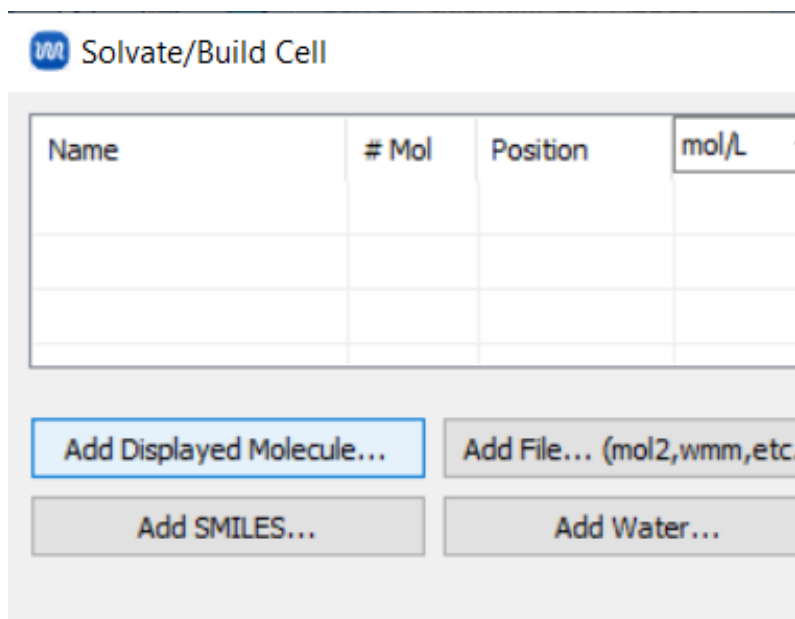 Solvate/Build Cell
Name # Mol Position mol/L
Add Displayed Molecule... Add File... (mol2,wmm,etc.
Add SMILES... Add Water...